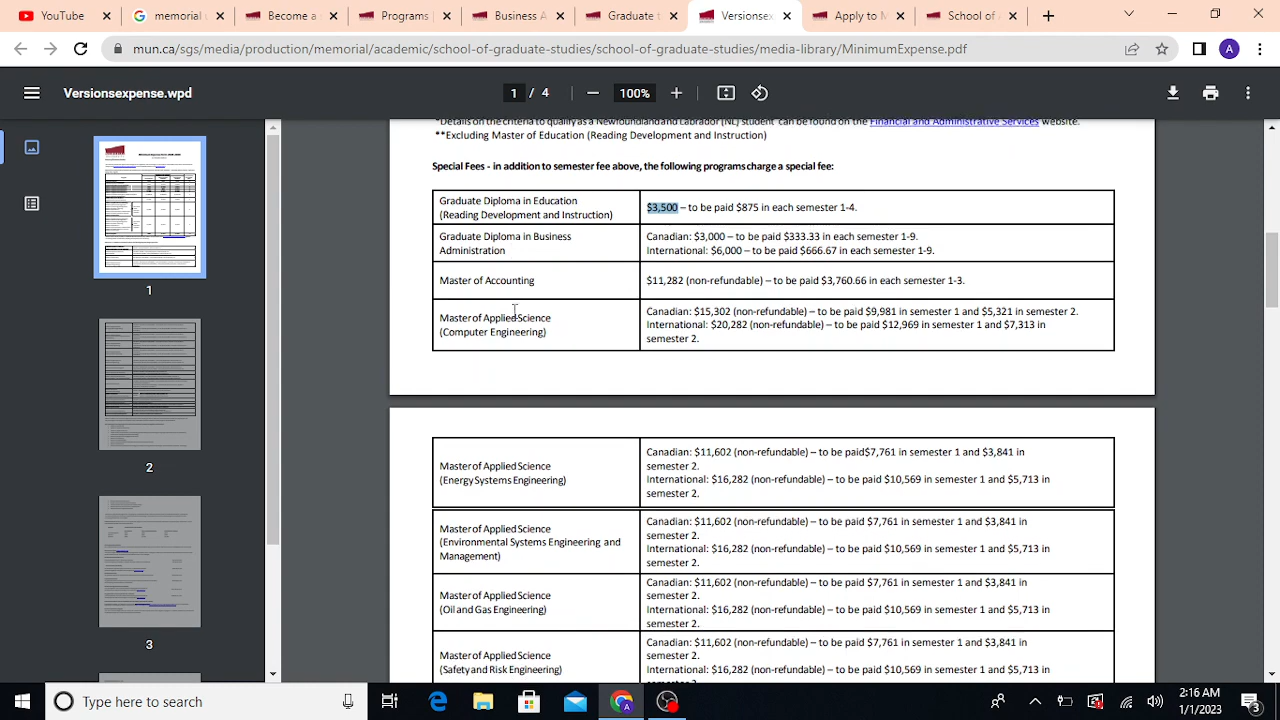 YouTube
memorial u
Become a
Programs
Business A
Graduate t
Versionsex
Apply to M
School of
mun.ca/sgs/media/production/memorial/academic/school-of-graduate-studies/school-of-graduate-studies/media-library/MinimumExpense.pdf
A
Versionsexpense.wpd
1 / 4
100%
*Details on the criteria to qualify as a Newfoundland and Labrador (NL) student can be found on the Financial and Administrative Services website.
**Excluding Master of Education (Reading Development and Instruction)
Special Fees - in addition to semester fee above, the following programs charge a special fee:
Graduate Diploma in Education
(Reading Development and Instruction)
$3,500 – to be paid $875 in each semester 1-4.
Graduate Diploma in Business
Administration
Canadian: $3,000 – to be paid $333.33 in each semester 1-9.
International: $6,000 – to be paid $666.67 in each semester 1-9.
Master of Accounting
$11,282 (non-refundable) – to be paid $3,760.66 in each semester 1-3.
Master of Applied Science
(Computer Engineering)
Canadian: $15,302 (non-refundable) – to be paid $9,981 in semester 1 and $5,321 in semester 2.
International: $20,282 (non-refundable) – to be paid $12,969 in semester 1 and $7,313 in
semester 2.
Master of Applied Science
(Energy Systems Engineering)
Canadian: $11,602 (non-refundable) – to be paid$7,761 in semester 1 and $3,841 in
semester 2.
International: $16,282 (non-refundable) – to be paid $10,569 in semester 1 and $5,713 in
semester 2.
Master of Applied Science
(Environmental Systems Engineering and
Management)
Canadian: $11,602 (non-refundable) – to be paid $7,761 in semester 1 and $3,841 in
semester 2.
International: $16,282 (non-refundable) – to be paid $10,569 in semester 1 and $5,713 in
semester 2.
Master of Applied Science
(Oil and Gas Engineering)
Canadian: $11,602 (non-refundable) – to be paid $7,761 in semester 1 and $3,841 in
semester 2.
International: $16,282 (non-refundable) – to be paid $10,569 in semester 1 and $5,713 in
semester 2.
Master of Applied Science
(Safety and Risk Engineering)
Canadian: $11,602 (non-refundable) – to be paid $7,761 in semester 1 and $3,841 in
semester 2.
International: $16,282 (non-refundable) – to be paid $10,569 in semester 1 and $5,713 in
1
2
3
Type here to search
2:16 AM
1/1/2023
3